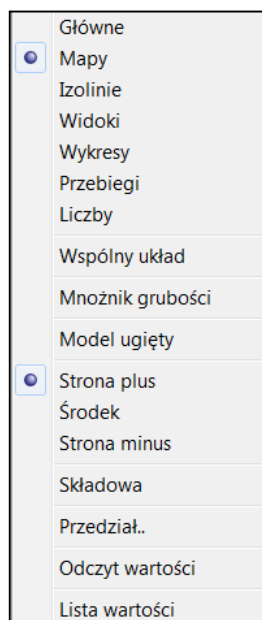 Główne
Mapy
Izolinie
Widoki
Wykresy
Przebiegi
Liczby
Wspólny układ
Mnożnik grubości
Model ugięty
Strona plus
Środek
Strona minus
Składowa
Przedział..
Odczyt wartości
Lista wartości